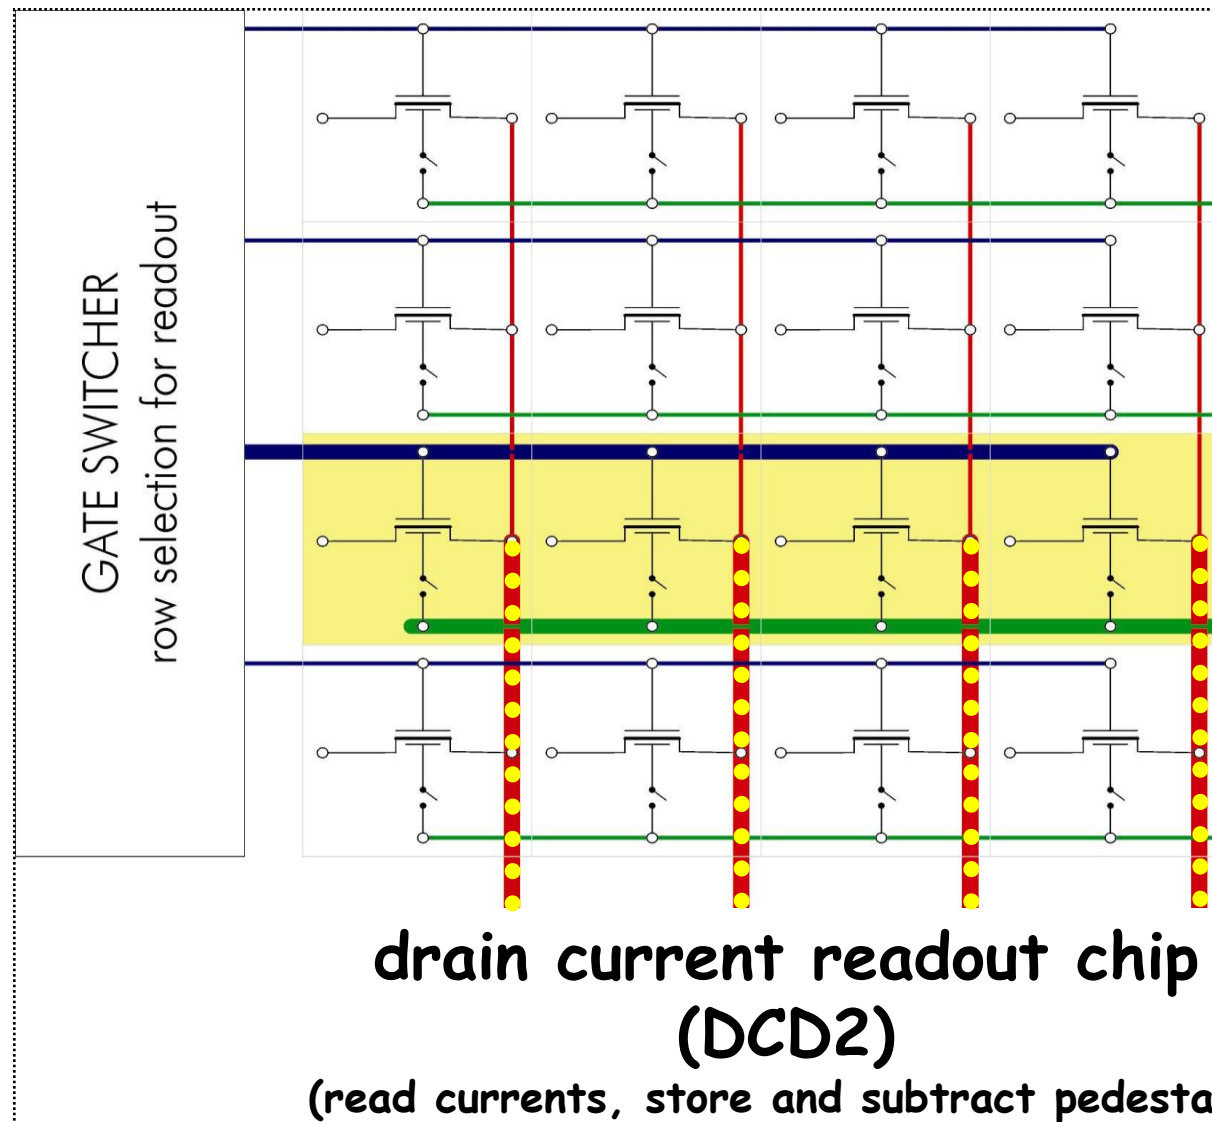 GATE SWITCHER
row selection for readout
drain current readout chip
(DCD2)
(read currents, store and subtract